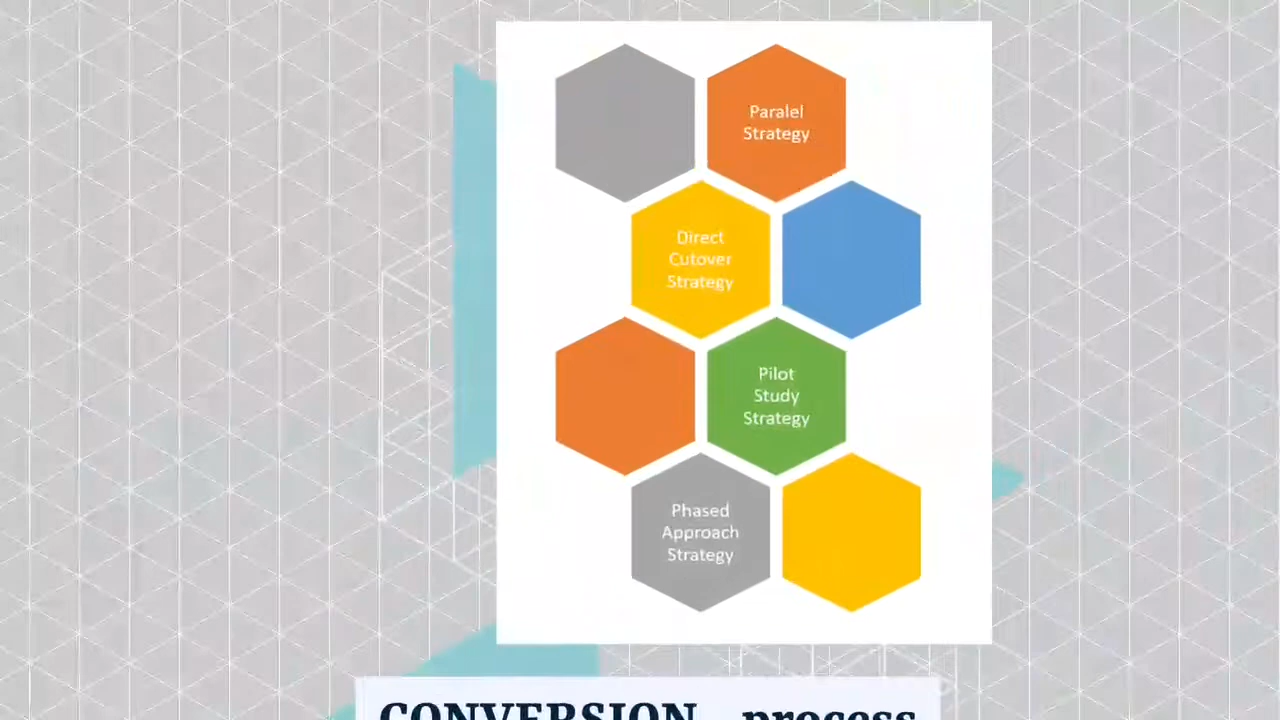 Paralel
Strategy
Direct
Cutover
Strategy
Pilot
Study
Strategy
Phased
Approach
Strategy
CONVERSION process